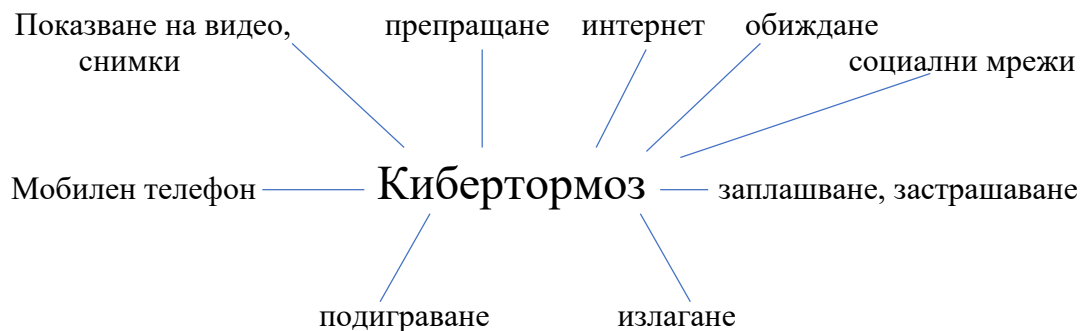 Показване на видео,
снимки
препращане
интернет
обиждане
социални мрежи
Мобилен телефон
Кибертормоз
заплашване, застрашаване
подиграване
излагане